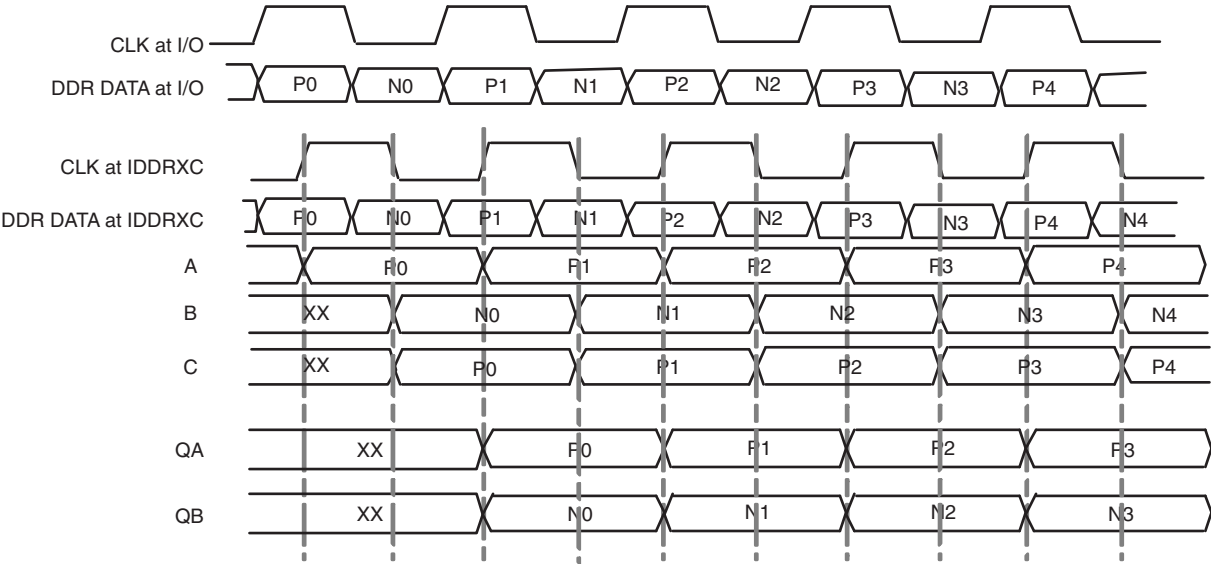 CLK at I/O
DDR DATA at I/O P0 N0 P1 N1 P2 N2 P3 N3 P4
CLK at IDDRXC
DDR DATA at IDDRXC P0 N0 P1 N1 P2 N2 P3 N3 P4 N4
A P0 P1 P2 P3 P4
B XX N0 N1 N2 N3 N4
C XX P0 P1 P2 P3 P4
QA XX P0 P1 P2 P3
QB XX N0 N1 N2 N3